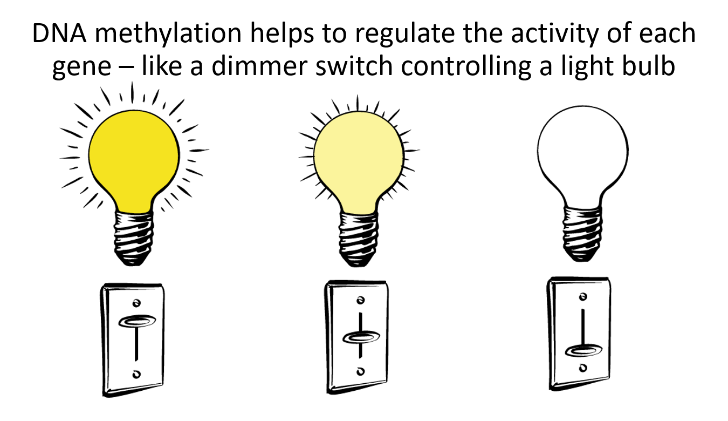 DNA methylation helps to regulate the activity of each
gene – like a dimmer switch controlling a light bulb